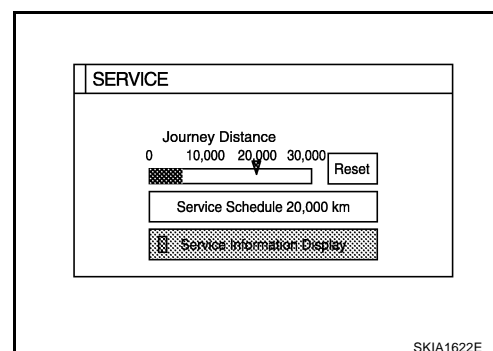 SERVICE
Journey Distance
0 10,000 20,000 30,000
Reset
Service Schedule 20,000 km
Service Information Display
SKIA1622E